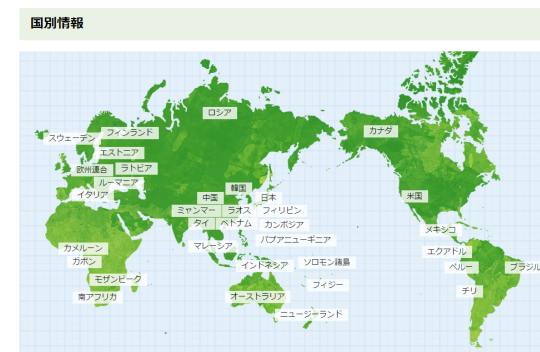 国別情報
ロシア
カナダ
フィンランド
スウェーデン
エストニア
欧州連合
ラトビア
ルーマニア
イタリア
韓国
中国
日本
米国
ミャンマー
ラオス
フィリピン
タイ
ベトナム
カンボジア
メキシコ
パプアニューギニア
マレーシア
カメルーン
エクアドル
ガボン
インドネシア
ソロモン諸島
ペルー
ブラジル
モザンビーク
フィジー
チリ
南アフリカ
オーストラリア
ニュージーランド